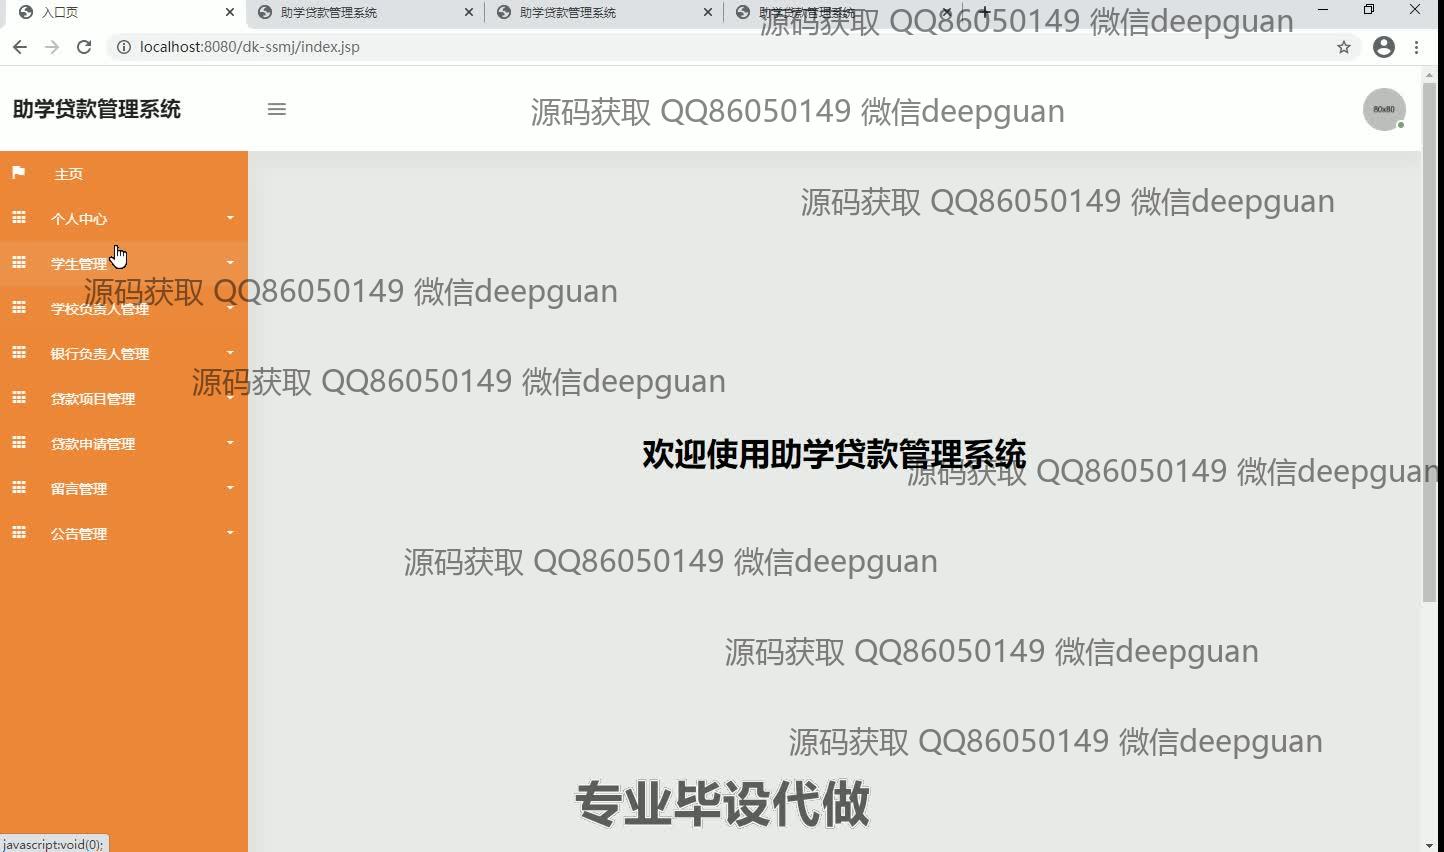 入口页
助学贷款管理系统
助学贷款管理系统
助学贷款管理系统
源码获取 QQ86050149 微信deepguan
localhost:8080/dk-ssmj/index.jsp
助学贷款管理系统
源码获取 QQ86050149 微信deepguan
80x80
主页
源码获取 QQ86050149 微信deepguan
个人中心
学生管理
源码获取 QQ86050149 微信deepguan
学校负责人管理
银行负责人管理
源码获取 QQ86050149 微信deepguan
贷款项目管理
贷款申请管理
欢迎使用助学贷款管理系统
源码获取 QQ86050149 微信deepguan
留言管理
公告管理
源码获取 QQ86050149 微信deepguan
源码获取 QQ86050149 微信deepguan
源码获取 QQ86050149 微信deepguan
专业毕设代做
javascript:void(0);